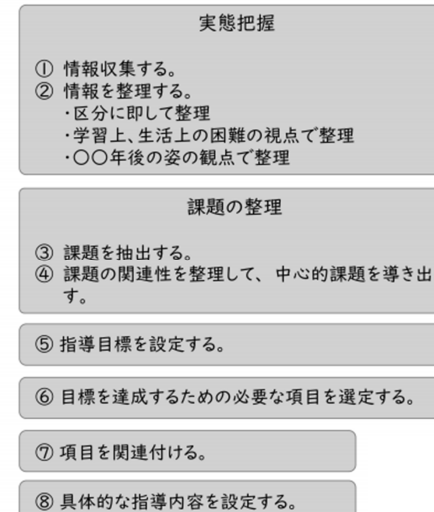 実態把握
① 情報収集する。
② 情報を整理する。
・区分に即して整理
・学習上、生活上の困難の視点で整理
・〇〇年後の姿の観点で整理
課題の整理
③ 課題を抽出する。
④ 課題の関連性を整理して、中心的課題を導き出
す。
⑤ 指導目標を設定する。
⑥ 目標を達成するための必要な項目を選定する。
⑦ 項目を関連付ける。
⑧ 具体的な指導内容を設定する。